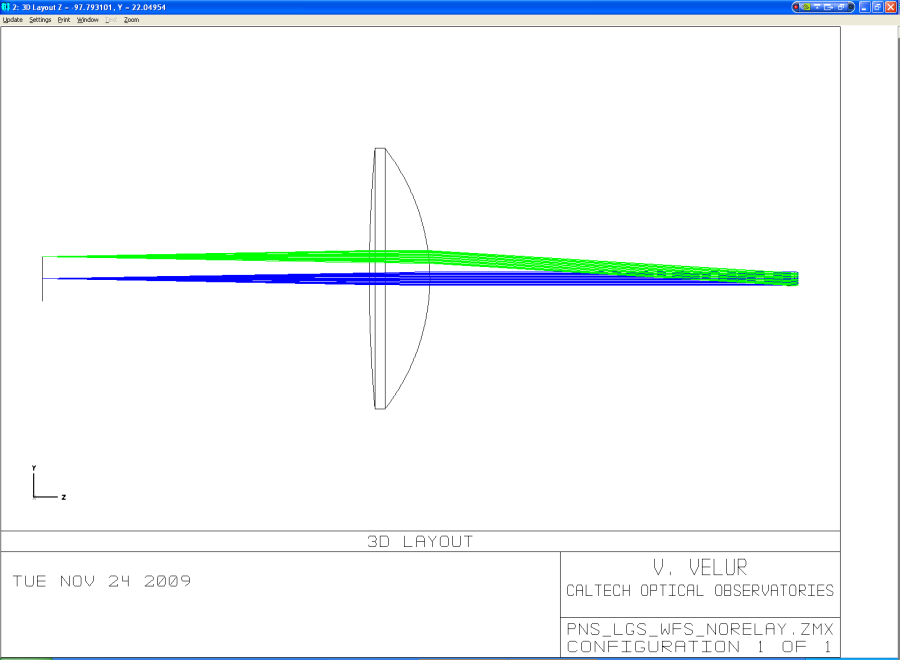 2: 3D Layout Z = -97.793101, Y = 22.04954
Update Settings Print Window Text Zoom
Y
Z
3D LAYOUT
TUE NOV 24 2009
V. VELUR
CALTECH OPTICAL OBSERVATORIES
PNS_LGS_WFS_NORELAY.ZMX
CONFIGURATION 1 OF 1